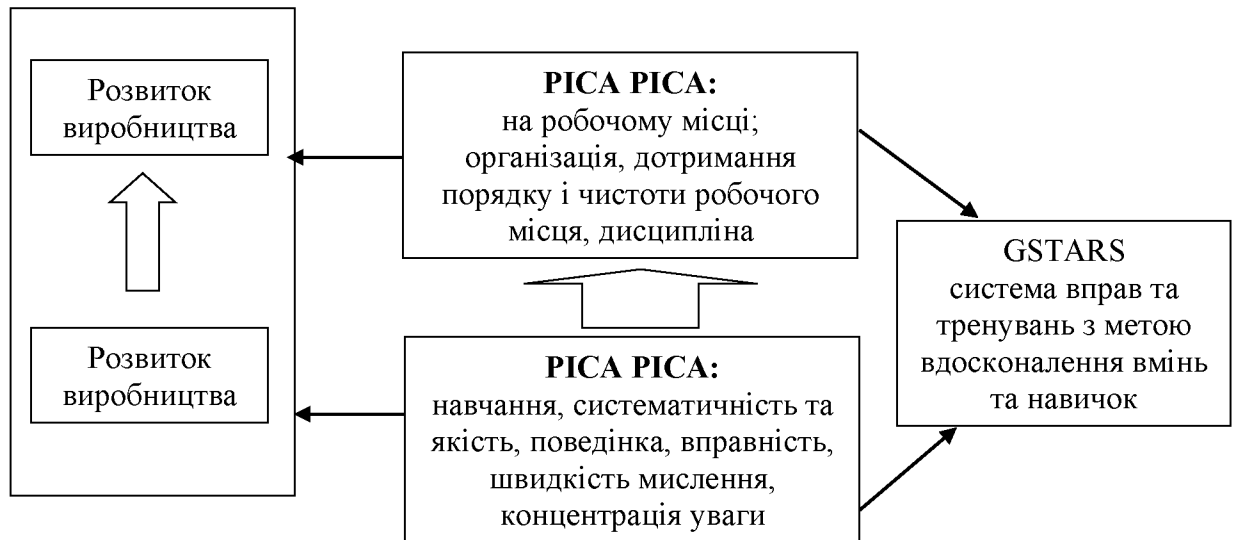 Розвиток
виробництва
PICA PICA:
на робочому місці;
організація, дотримання
порядку і чистоти робочого
місця, дисципліна
GSTARS
система вправ та
тренувань з метою
вдосконалення вмінь
та навичок
Розвиток
виробництва
PICA PICA:
навчання, систематичність та
якість, поведінка, вправність,
швидкість мислення,
концентрація уваги